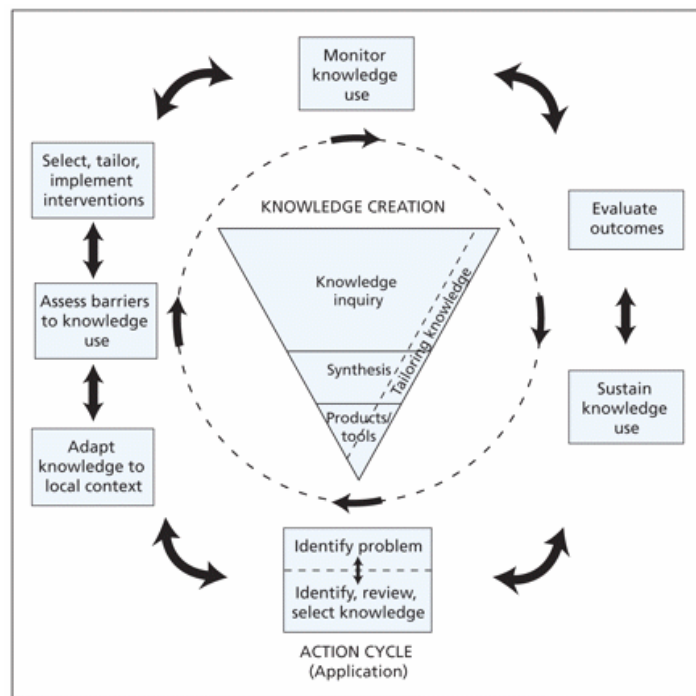 Monitor
knowledge
use
Select, tailor,
implement
interventions
Evaluate
outcomes
KNOWLEDGE CREATION
Knowledge
inquiry
Tailoring knowledge
Assess barriers
to knowledge
use
Synthesis
Products/
tools
Sustain
knowledge
use
Adapt
knowledge to
local context
Identify problem
Identify, review,
select knowledge
ACTION CYCLE
(Application)